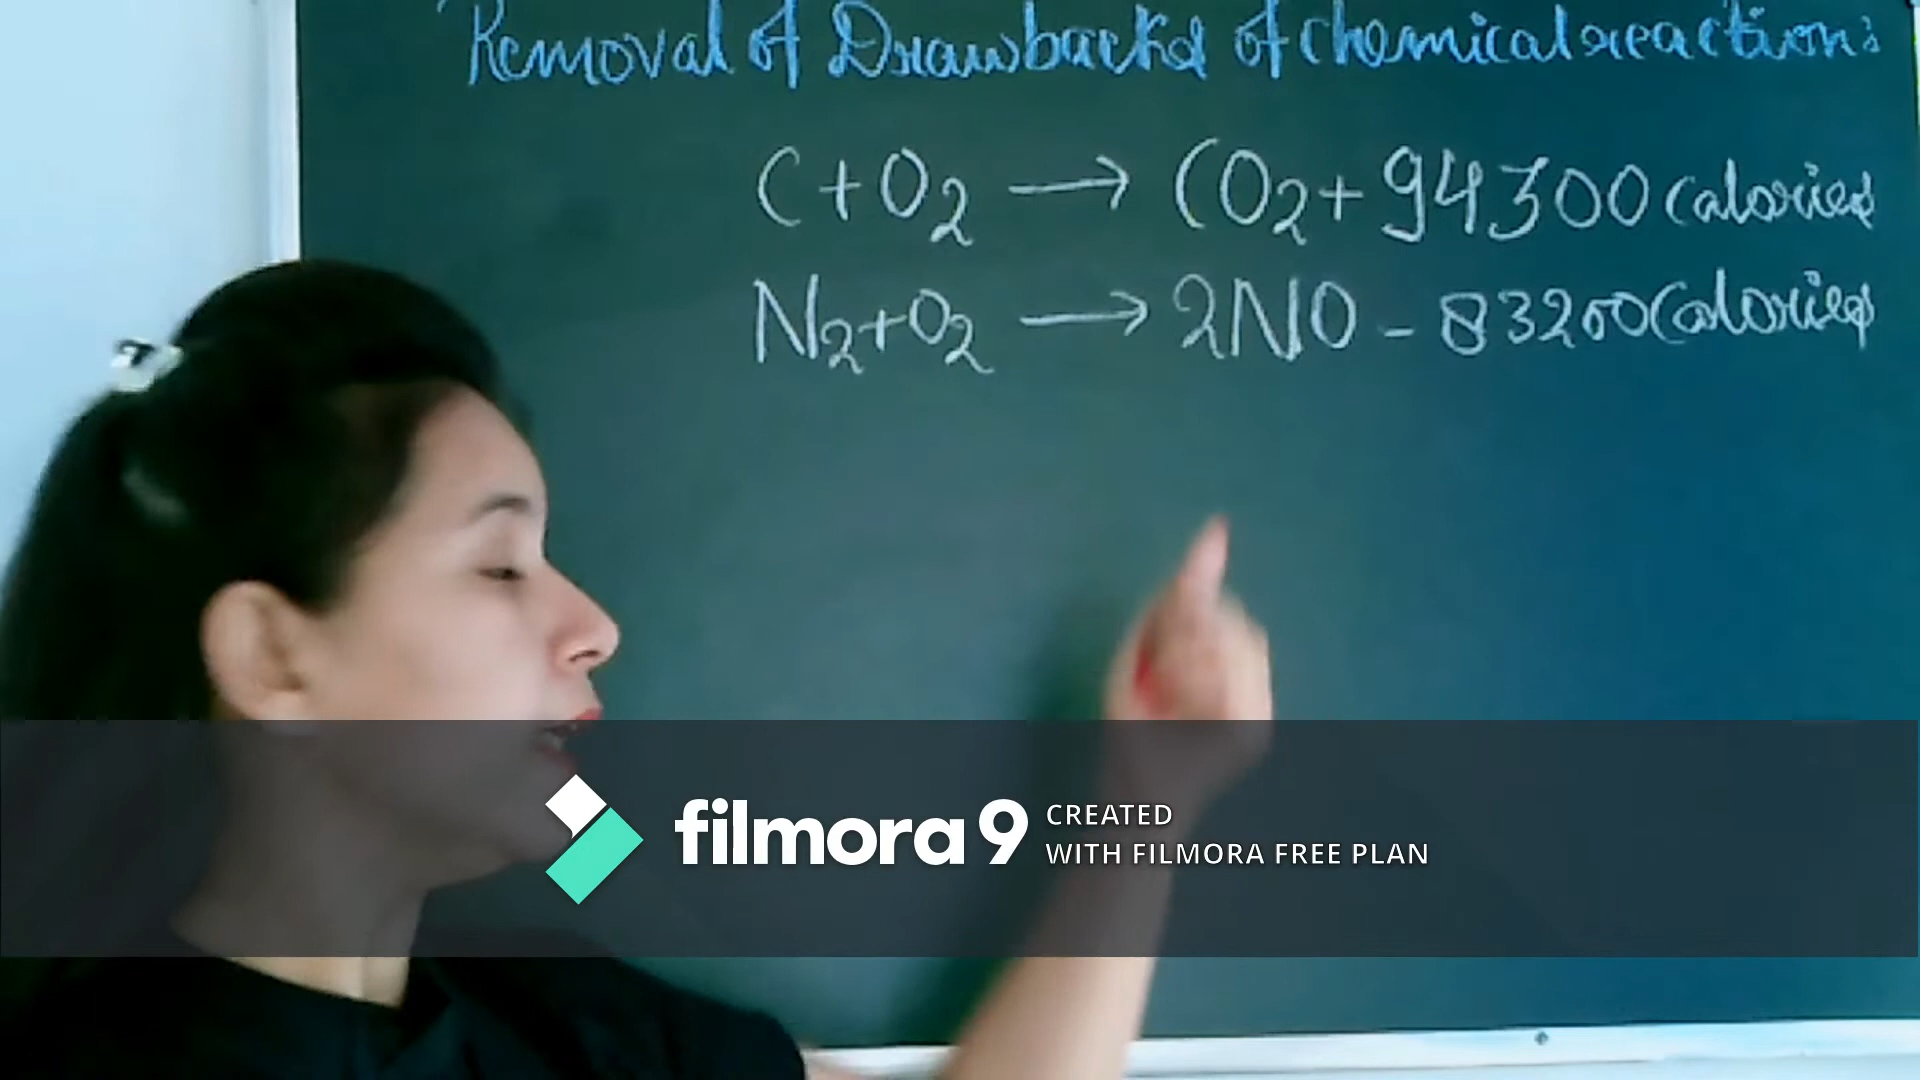 Removal of Drawbacks of chemical reactions:
C + O₂ → CO₂ + 94300 Calories
N₂ + O₂ → 2NO - 83200 Calories
filmora 9
CREATED
WITH FILMORA FREE PLAN